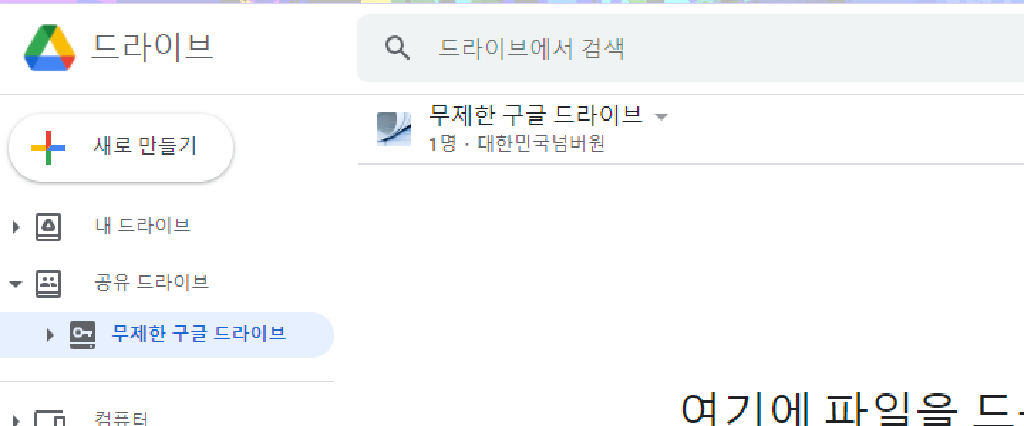 드라이브
드라이브에서 검색
새로 만들기
내 드라이브
공유 드라이브
무제한 구글 드라이브
컴퓨터
무제한 구글 드라이브
1명 · 대한민국넘버원
여기에 파일을